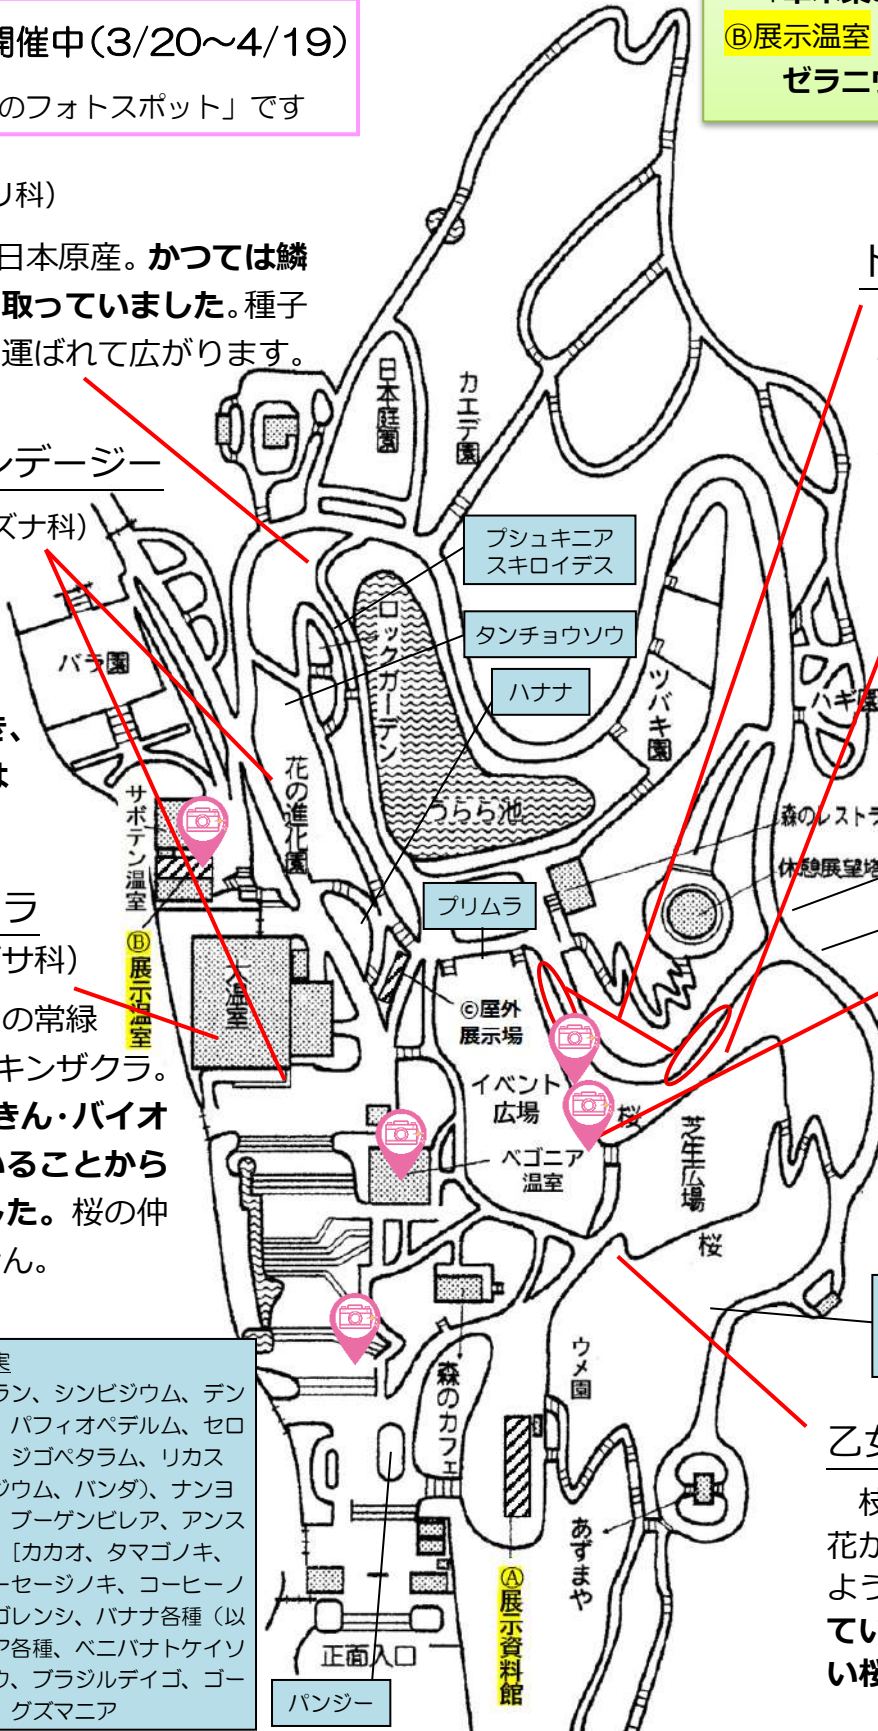 開催中(3/20～4/19)
のフォトスポット」です
Ⓑ展示温室
ゼラニウ
リ科)
日本原産。かつては鱗
取っていました。種子
運ばれて広がります。
ンデージー
ズナ科)
き、
は
ラ
サ科)
の常緑
キンザクラ。
きん・バイオ
いることから
した。桜の仲
せん。
日本庭園
カエデ園
プシュキニア
スキロイデス
タンチョウソウ
ハナナ
ロックガーデン
ツバキ園
ハギ園
バラ園
花の進化園
うらら池
サボテン温室
森のレストラ
休憩展望塔
プリムラ
Ⓑ展示温室
大温室
©屋外
展示場
イベント
広場
桜
芝生広場
ベゴニア
温室
桜
ウメ園
森のカフェ
あずまや
Ⓐ展示資料館
正面入口
パンジー
ラン、シンビジウム、デン
パフィオペデルム、セロ
ジゴペタラム、リカス
ジウム、バンダ)、ナンヨ
ブーゲンビレア、アンス
[カカオ、タマゴノキ、
ーセージノキ、コーヒーノ
ゴレンシ、バナナ各種(以
ア各種、ベニバナトケイソ
ウ、ブラジルデイゴ、ゴー
グズマニア
乙女
枝
花が
よう
てい
い桜